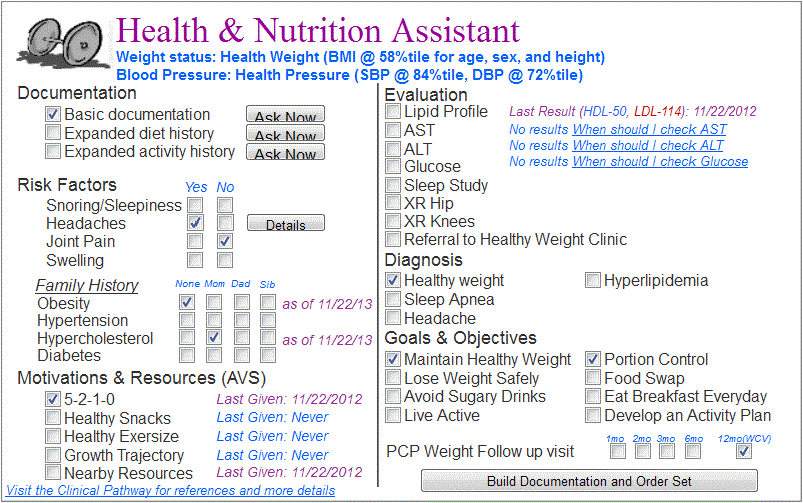 Health & Nutrition Assistant
Weight status: Health Weight (BMI @ 58%tile for age, sex, and height)
Blood Pressure: Health Pressure (SBP @ 84%tile, DBP @ 72%tile)
Documentation
Basic documentation Ask Now
Expanded diet history Ask Now
Expanded activity history Ask Now
Risk Factors Yes No
Snoring/Sleepiness
Headaches Details
Joint Pain
Swelling
Family History None Mom Dad Sib
Obesity as of 11/22/13
Hypertension
Hypercholesterol as of 11/22/13
Diabetes
Motivations & Resources (AVS)
5-2-1-0 Last Given: 11/22/2012
Healthy Snacks Last Given: Never
Healthy Exersize Last Given: Never
Growth Trajectory Last Given: Never
Nearby Resources Last Given: 11/22/2012
Visit the Clinical Pathway for references and more details
Evaluation
Lipid Profile Last Result (HDL-50, LDL-114): 11/22/2012
AST No results When should I check AST
ALT No results When should I check ALT
Glucose No results When should I check Glucose
Sleep Study
XR Hip
XR Knees
Referral to Healthy Weight Clinic
Diagnosis
Healthy weight Hyperlipidemia
Sleep Apnea
Headache
Goals & Objectives
Maintain Healthy Weight Portion Control
Lose Weight Safely Food Swap
Avoid Sugary Drinks Eat Breakfast Everyday
Live Active Develop an Activity Plan
1mo 2mo 3mo 6mo 12mo(WCV)
PCP Weight Follow up visit
Build Documentation and Order Set